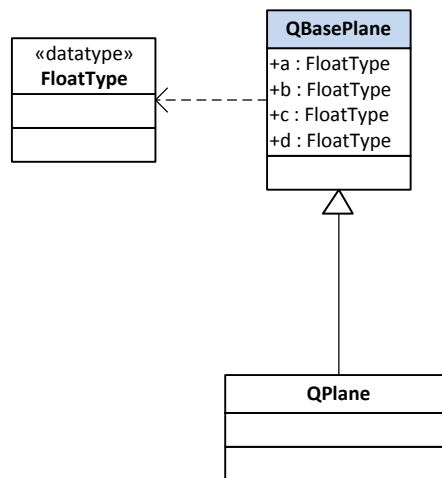 «datatype»
FloatType
QBasePlane
+a : FloatType
+b : FloatType
+c : FloatType
+d : FloatType
QPlane